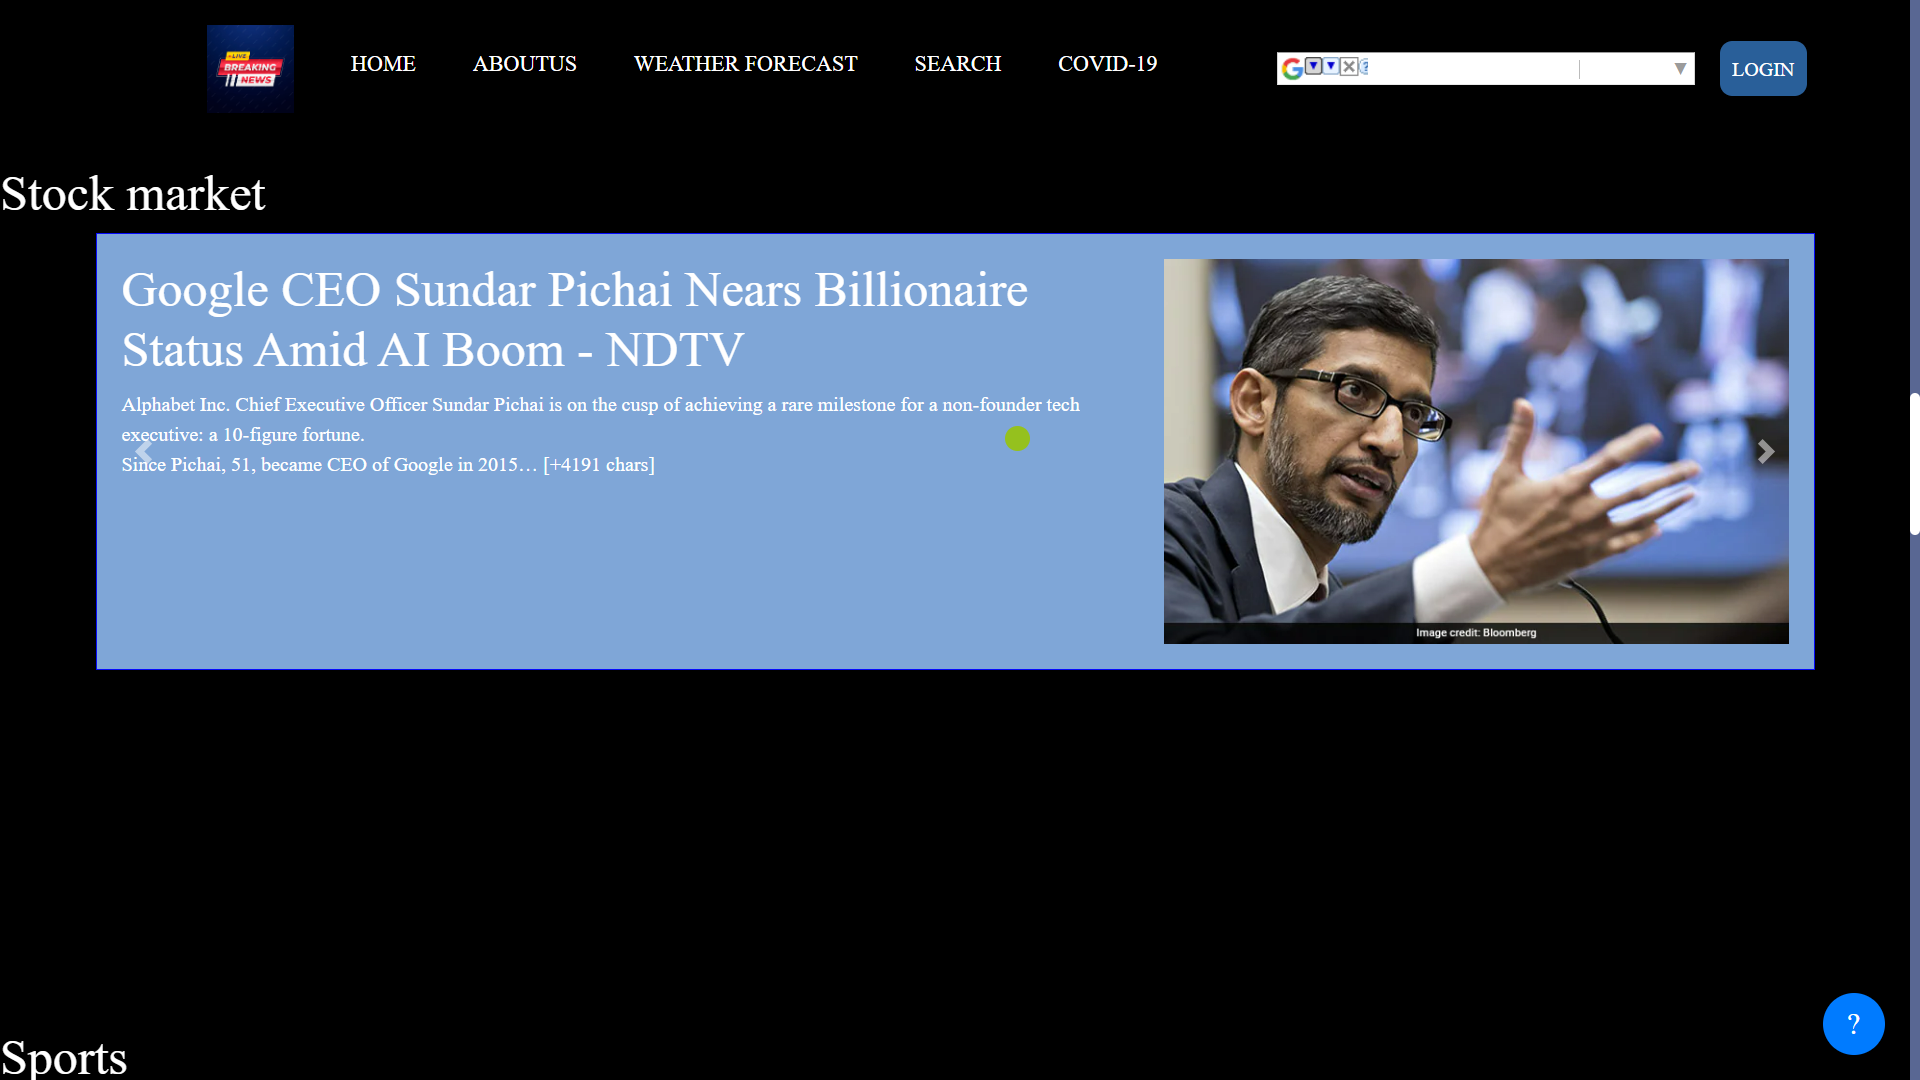 LIVE
BREAKING
NEWS
HOME
ABOUTUS
WEATHER FORECAST
SEARCH
COVID-19
LOGIN
Stock market
Google CEO Sundar Pichai Nears Billionaire
Status Amid AI Boom - NDTV
Alphabet Inc. Chief Executive Officer Sundar Pichai is on the cusp of achieving a rare milestone for a non-founder tech
executive: a 10-figure fortune.
Since Pichai, 51, became CEO of Google in 2015… [+4191 chars]
Image credit: Bloomberg
?
Sports